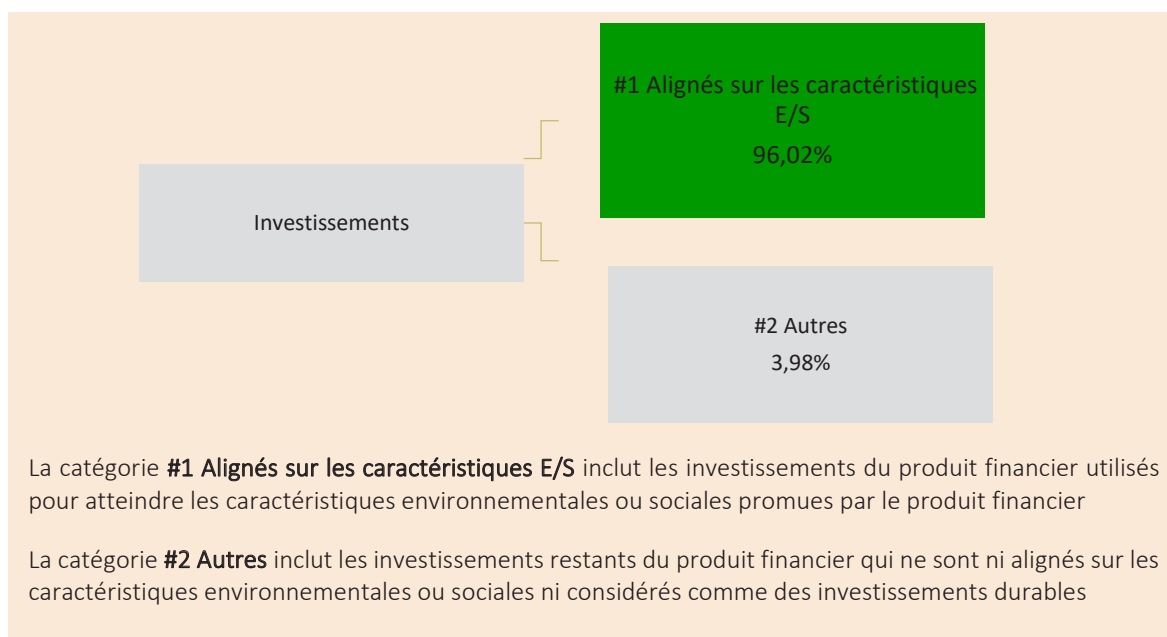 #1 Alignés sur les caractéristiques
E/S
96,02%
Investissements
#2 Autres
3,98%
La catégorie #1 Alignés sur les caractéristiques E/S inclut les investissements du produit financier utilisés
pour atteindre les caractéristiques environnementales ou sociales promues par le produit financier
La catégorie #2 Autres inclut les investissements restants du produit financier qui ne sont ni alignés sur les
caractéristiques environnementales ou sociales ni considérés comme des investissements durables